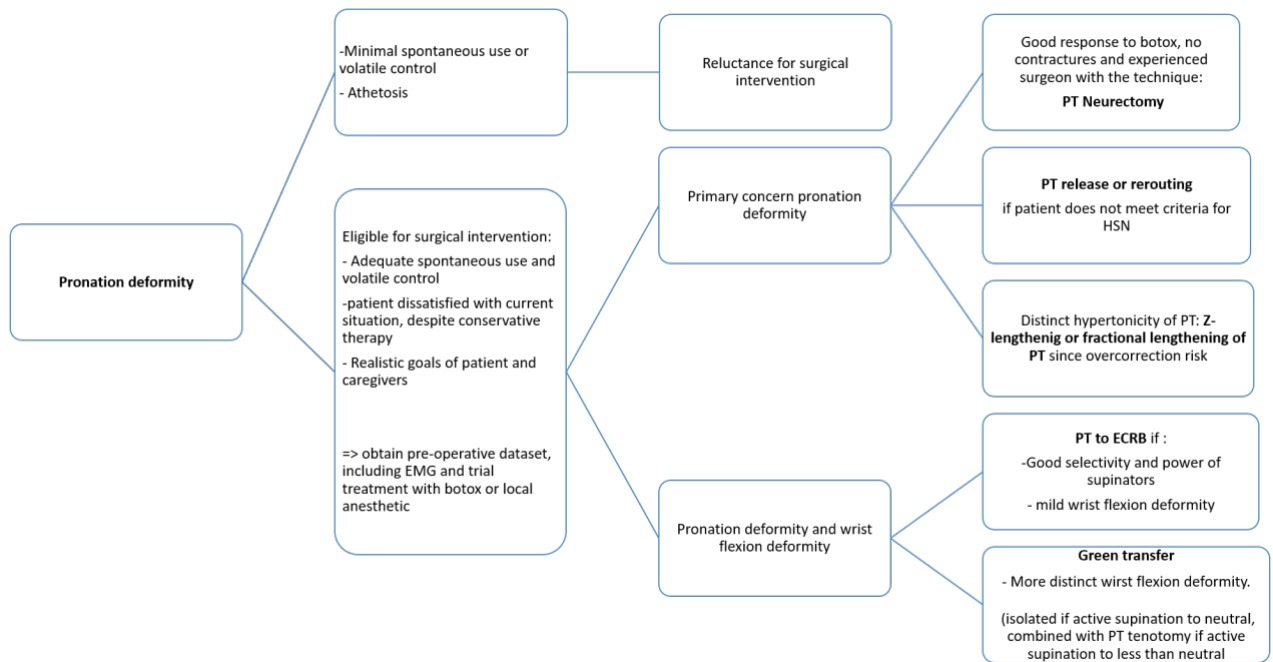 Pronation deformity
-Minimal spontaneous use or
volatile control
- Athetosis
Reluctance for surgical
intervention
Eligible for surgical intervention:
- Adequate spontaneous use and
volatile control
-patient dissatisfied with current
situation, despite conservative
therapy
- Realistic goals of patient and
caregivers
=> obtain pre-operative dataset,
including EMG and trial
treatment with botox or local
anesthetic
Primary concern pronation
deformity
Good response to botox, no
contractures and experienced
surgeon with the technique:
PT Neurectomy
PT release or rerouting
if patient does not meet criteria for
HSN
Distinct hypertonicity of PT: Z-
lengthenig or fractional lengthening of
PT since overcorrection risk
Pronation deformity and wrist
flexion deformity
PT to ECRB if :
-Good selectivity and power of
supinators
- mild wrist flexion deformity
Green transfer
- More distinct wirst flexion deformity.
(isolated if active supination to neutral,
combined with PT tenotomy if active
supination to less than neutral